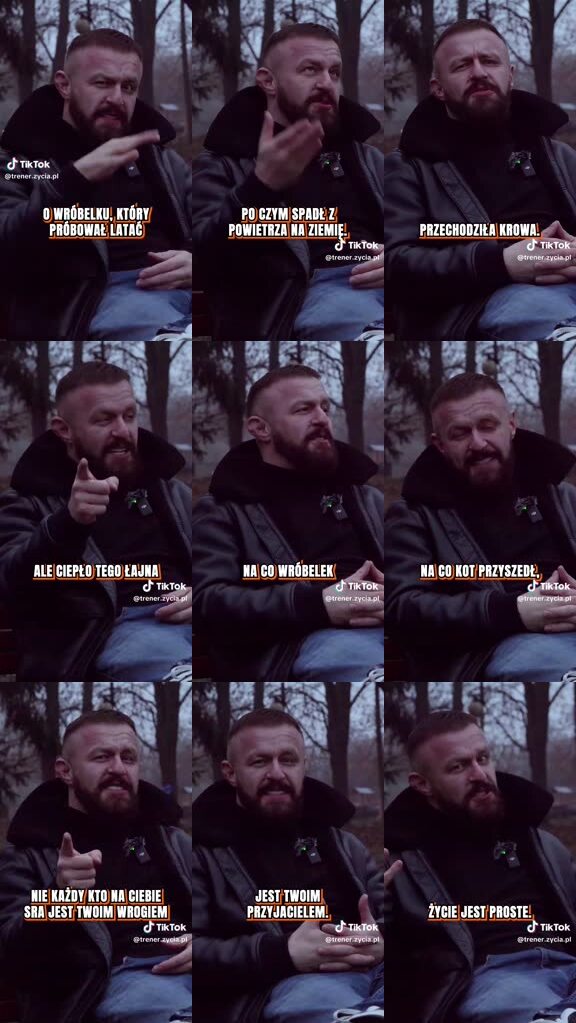 TikTok
@trener.zycia.pl
O WRÓBELKU, KTÓRY
PRÓBOWAŁ LATAĆ
PO CZYM SPADŁ Z
POWIETRZA NA ZIEMIĘ.
TikTok
@trener.zycia.pl
PRZECHODZIŁA KROWA.
TikTok
@trener.zycia.pl
ALE CIEPŁO TEGO ŁAJNA
TikTok
@trener.zycia.pl
NA CO WRÓBELEK
TikTok
@trener.zycia.pl
NA CO KOT PRZYSZEDŁ,
TikTok
@trener.zycia.pl
NIE KAŻDY KTO NA CIEBIE
SRA JEST TWOIM WROGIEM
TikTok
@trener.zycia.pl
JEST TWOIM
PRZYJACIELEM.
TikTok
@trener.zycia.pl
ŻYCIE JEST PROSTE.
TikTok
@trener.zycia.pl